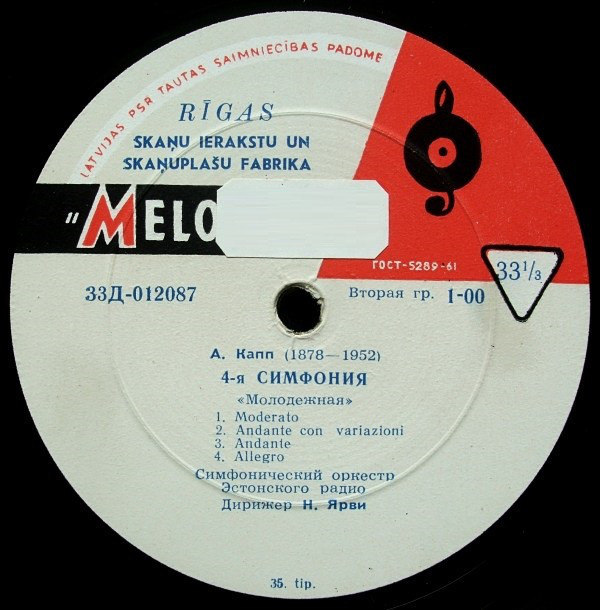 LATVIJAS PSR TAUTAS SAIMNIECĪBAS PADOME
RĪGAS
SKAŅU IERAKSTU UN
SKAŅUPLAŠU FABRIKA
"MELO
ГОСТ-5289-61
33⅓
33Д-012087
Вторая гр. 1-00
А. Капп (1878—1952)
4-я СИМФОНИЯ
«Молодежная»
1. Moderato
2. Andante con variazioni
3. Andante
4. Allegro
Симфонический оркестр
Эстонского радио
Дирижер Н. Ярви
35. tip.